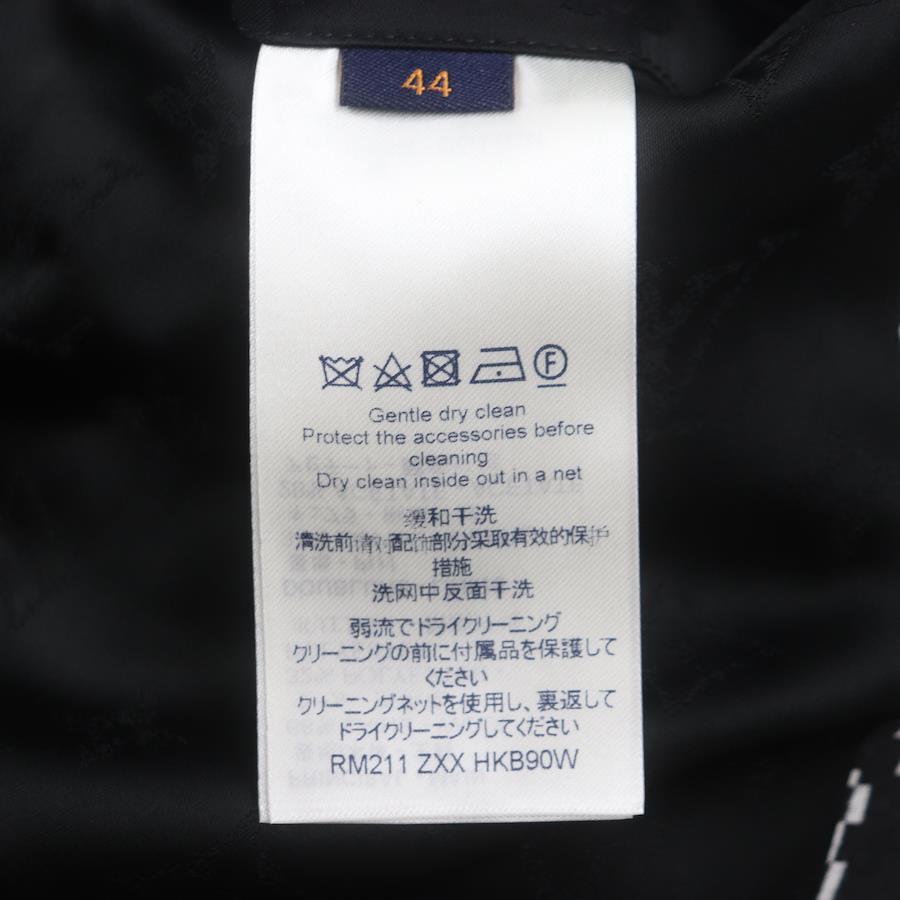 44
F
Gentle dry clean
Protect the accessories before
cleaning
Dry clean inside out in a net
缓和干洗
清洗前请对配饰部分采取有效的保护
措施
洗网中反面干洗
弱流でドライクリーニング
クリーニングの前に付属品を保護して
ください
クリーニングネットを使用し、裏返して
ドライクリーニングしてください
RM211 ZXX HKB90W